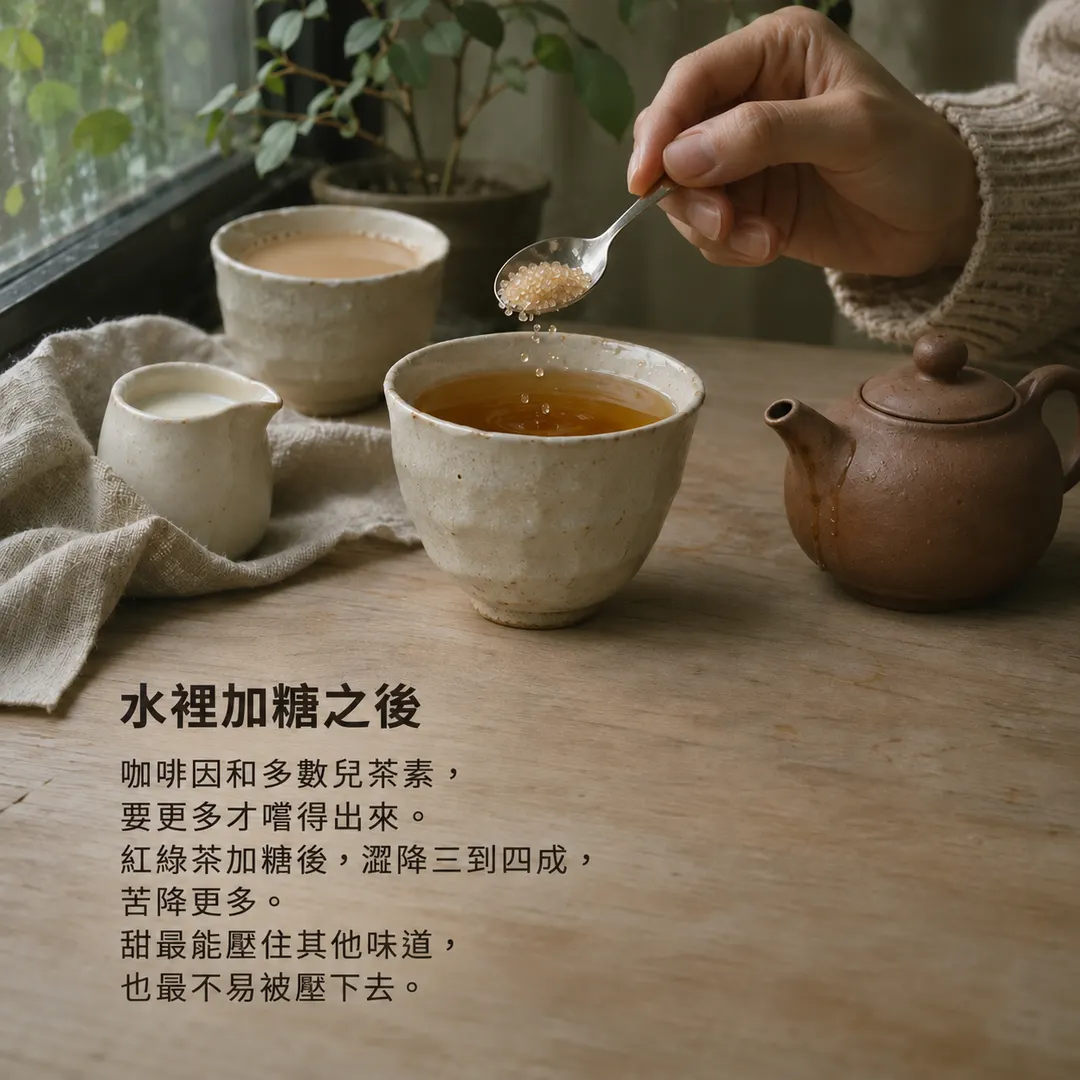 水裡加糖之後
咖啡因和多數兒茶素，
要更多才嚐得出來。
紅綠茶加糖後，澀降三到四成，
苦降更多。
甜最能壓住其他味道，
也最不易被壓下去。